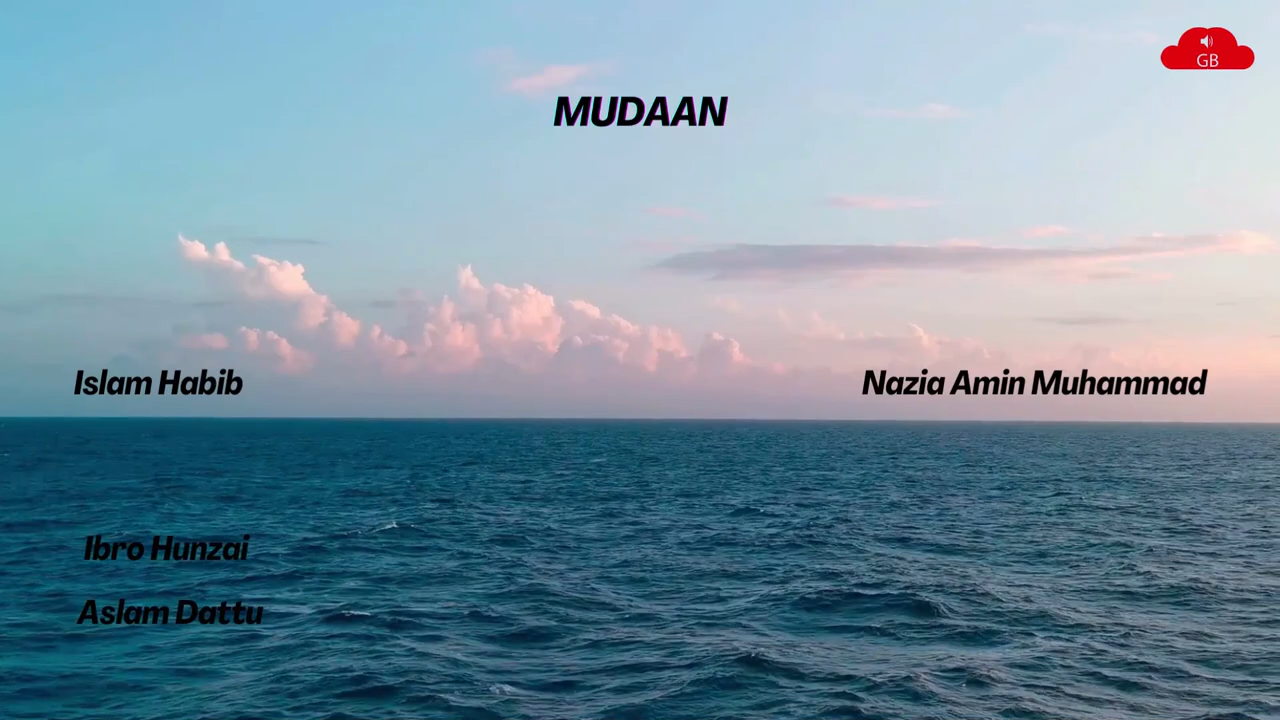 GB
MUDAAN
Islam Habib
Nazia Amin Muhammad
Ibro Hunzai
Aslam Dattu